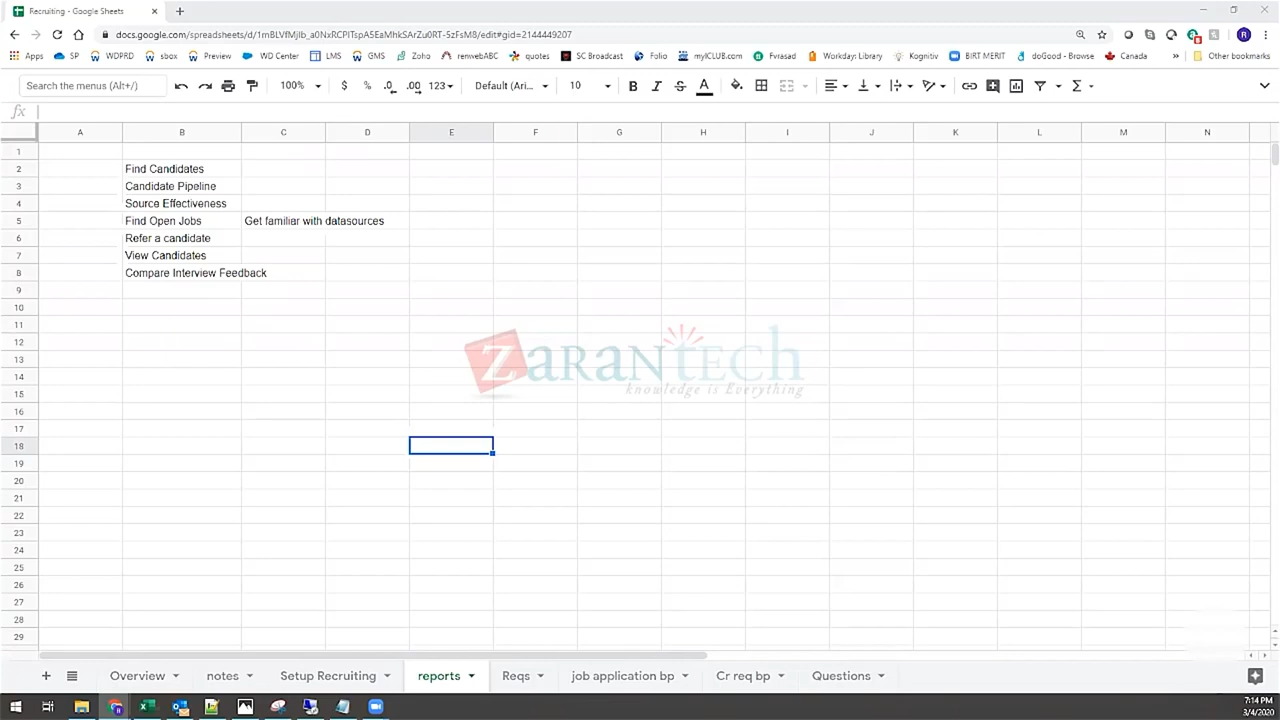 Recruiting - Google Sheets
docs.google.com/spreadsheets/d/1mBLVfMjIb_a0NxRCPITspA5EaMhkSArZu0RT-5zFsM8/edit#gid=2144449207
Apps SP WDPRD sbox Preview WD Center LMS GMS Zoho renwebABC quotes SC Broadcast Folio myICLUB.com Fvrasad Workday: Library Kognitiv BIRT MERIT doGood - Browse Canada » Other bookmarks
Search the menus (Alt+/) 100% $ % .0 .00 123 Default (Ari... 10 B I S A Σ
fx
A B C D E F G H I J K L M N
1
2 Find Candidates
3 Candidate Pipeline
4 Source Effectiveness
5 Find Open Jobs Get familiar with datasources
6 Refer a candidate
7 View Candidates
8 Compare Interview Feedback
9
10
11
12
13
14
15
16
17
18
19
20
21
22
23
24
25
26
27
28
29
ZARANTECH
knowledge is Everything
Overview notes Setup Recruiting reports Reqs job application bp Cr req bp Questions
7:14 PM
3/4/2020